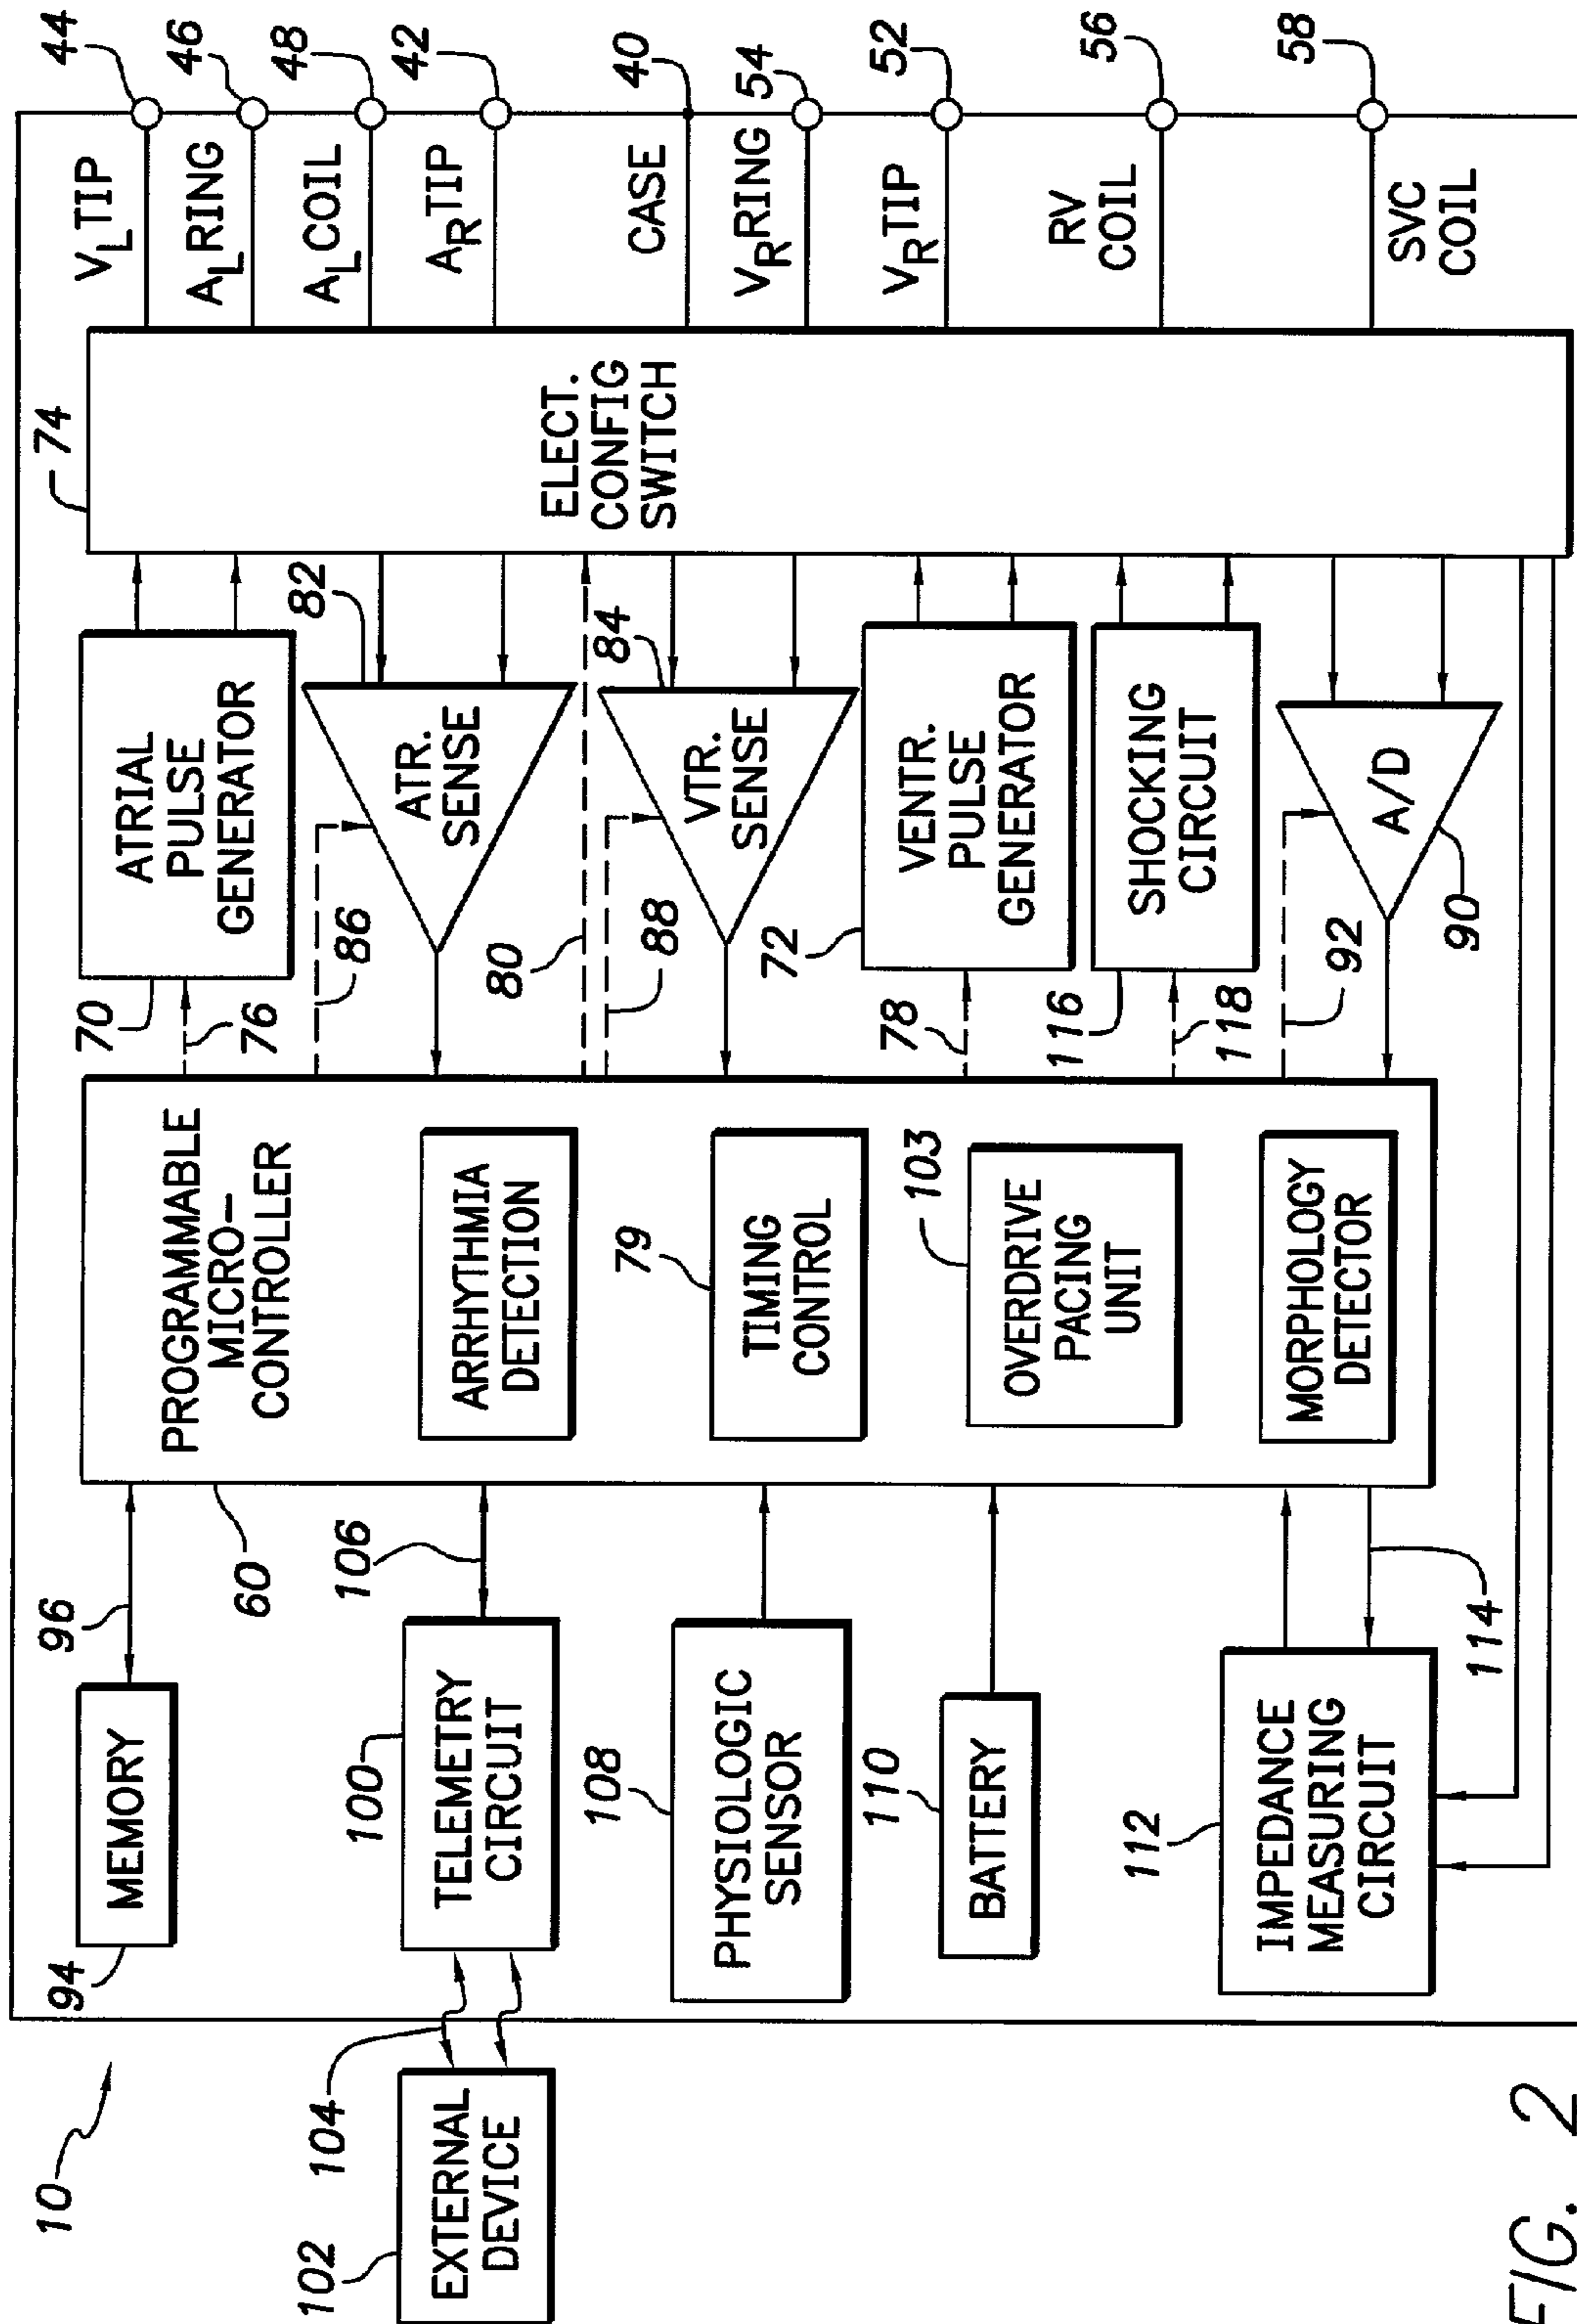 10
102
EXTERNAL
DEVICE
104
94
MEMORY
96
60
100
TELEMETRY
CIRCUIT
106
108
PHYSIOLOGIC
SENSOR
110
BATTERY
112
IMPEDANCE
MEASURING
CIRCUIT
114
PROGRAMMABLE
MICRO–
CONTROLLER
ARRHYTHMIA
DETECTION
79
TIMING
CONTROL
103
OVERDRIVE
PACING
UNIT
MORPHOLOGY
DETECTOR
70
76
ATRIAL
PULSE
GENERATOR
86
82
ATR.
SENSE
80
88
84
VTR.
SENSE
72
78
VENTR.
PULSE
GENERATOR
116
118
SHOCKING
CIRCUIT
92
A/D
90
74
ELECT.
CONFIG
SWITCH
VL TIP
44
AL RING
46
AL COIL
48
AR TIP
42
CASE
40
VR RING
54
VR TIP
52
RV
COIL
56
SVC
COIL
58
FIG. 2